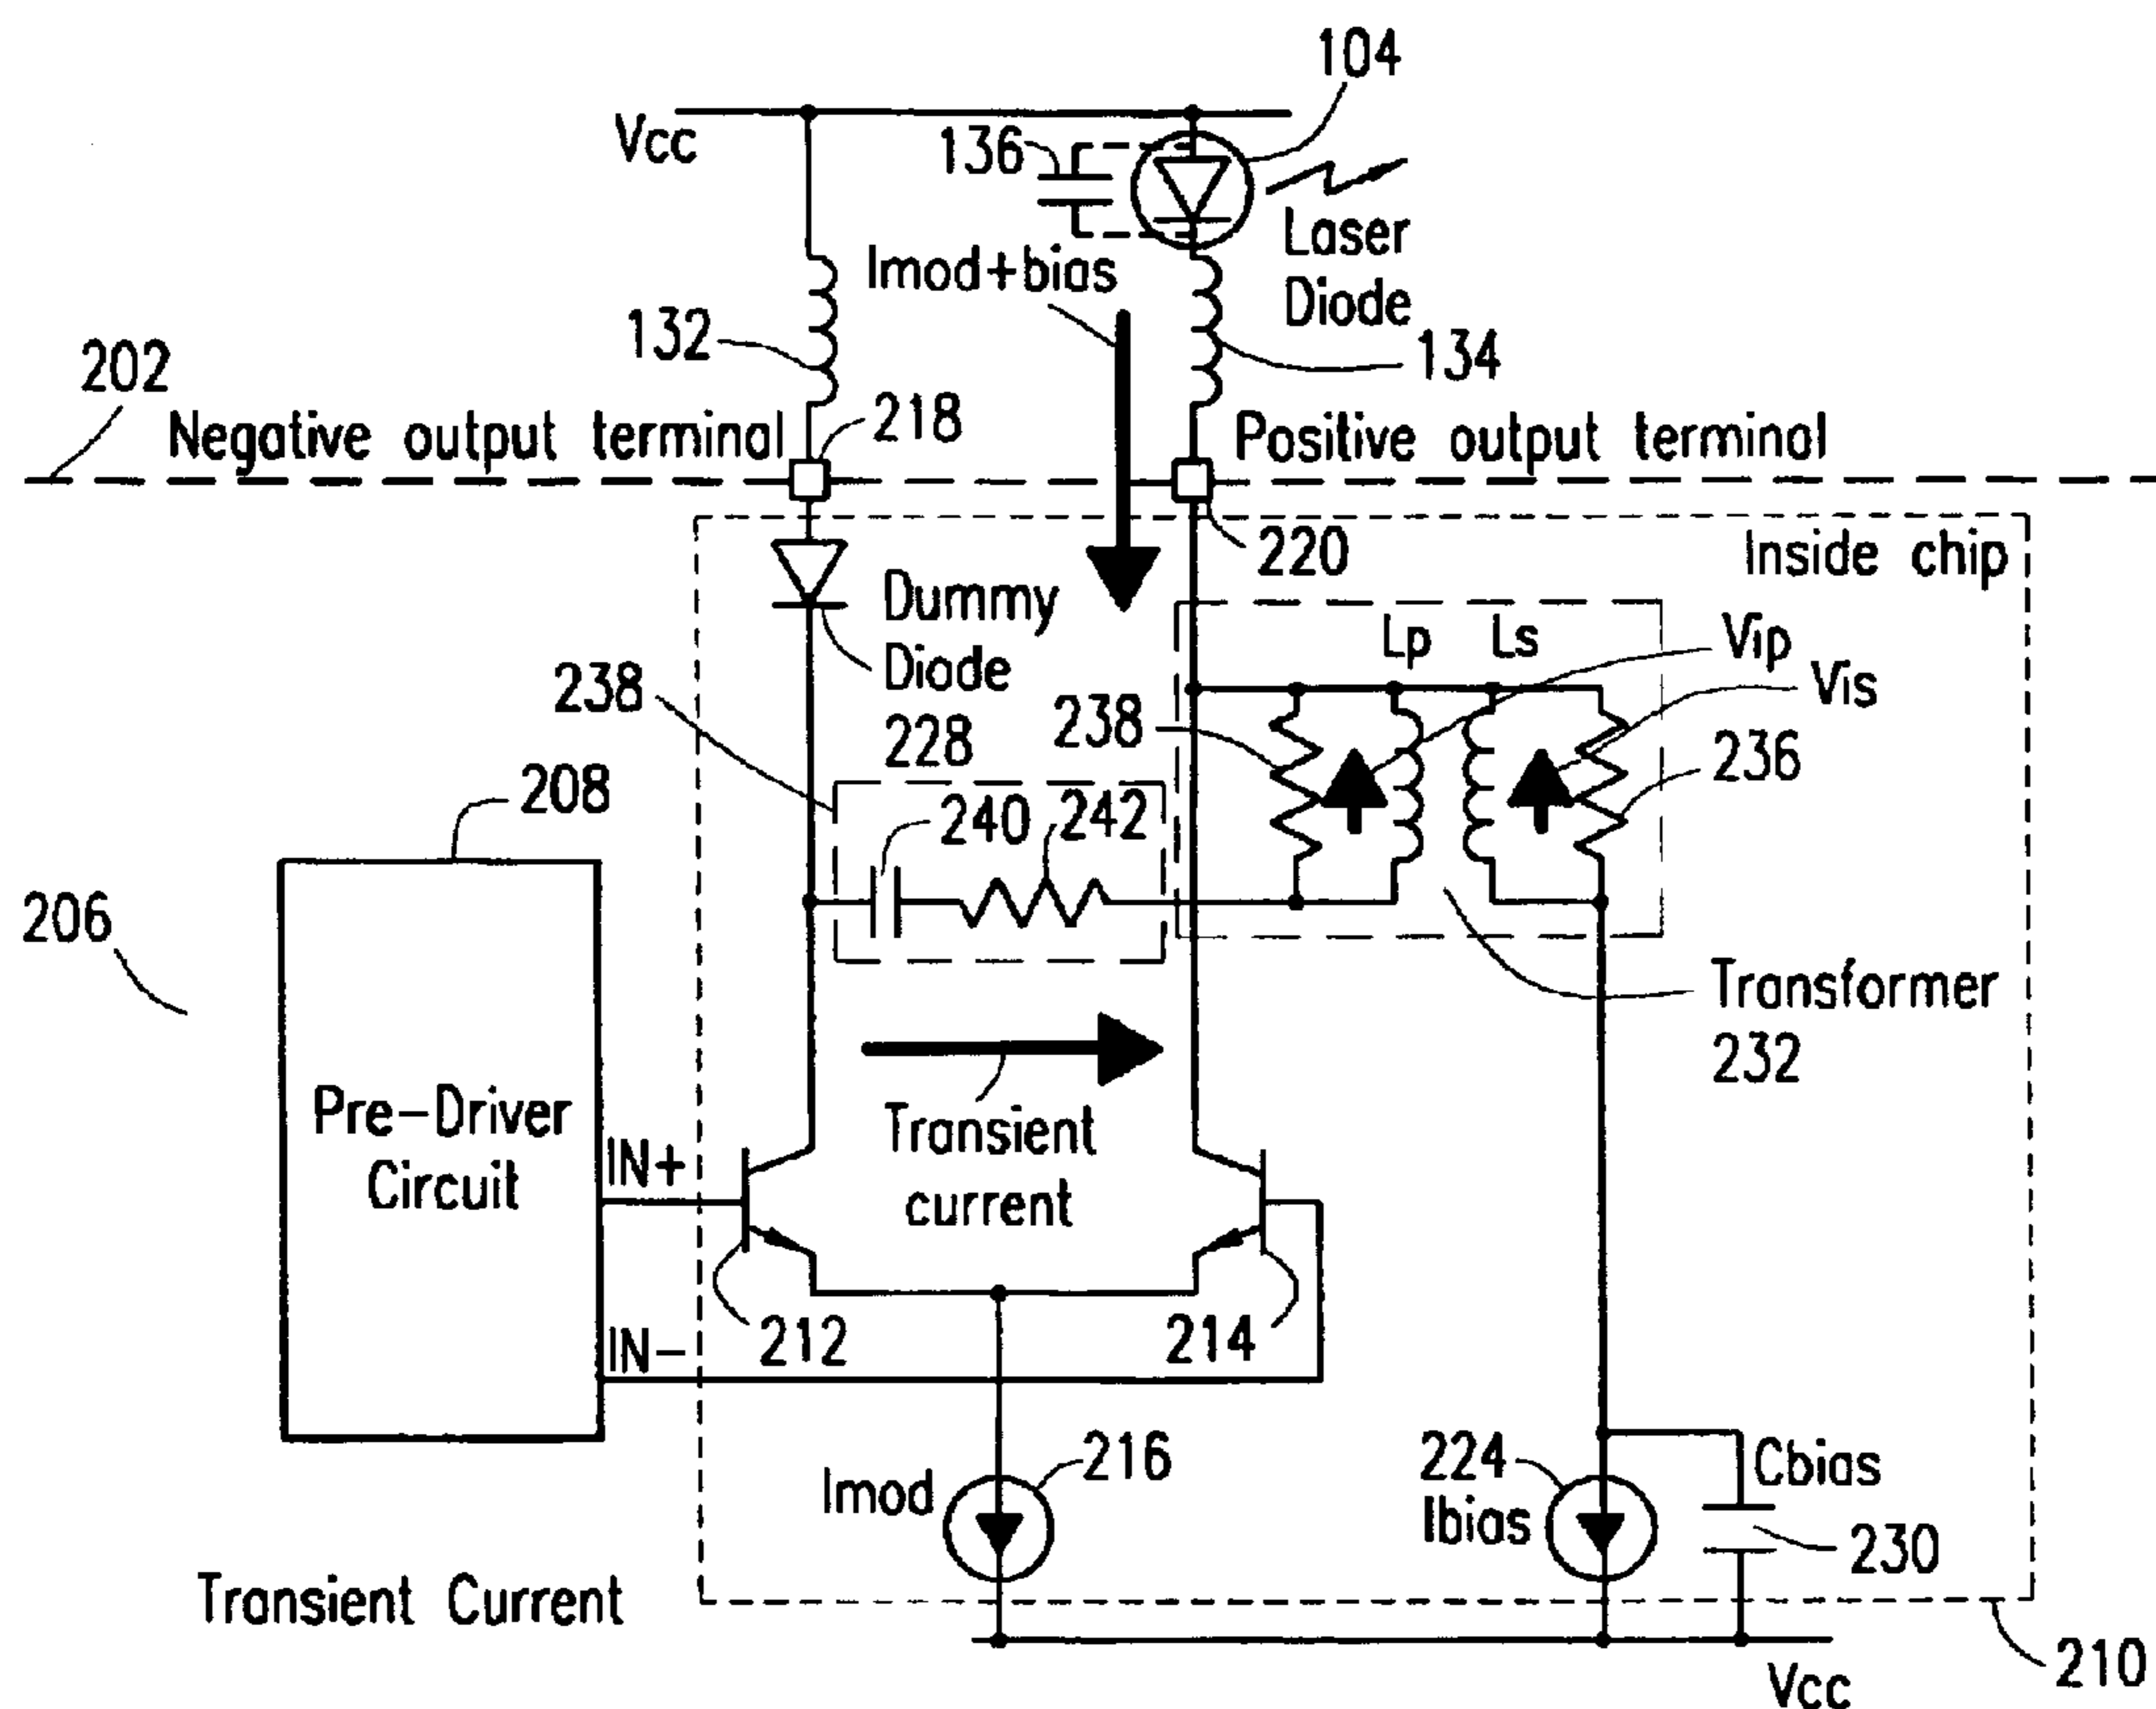 104
Vcc
136
Laser
Diode
Imod+bias
132
134
202
Negative output terminal
218
Positive output terminal
220
Inside chip
Dummy
Diode
228
Lp
Ls
Vip
Vis
238
238
236
208
240
242
206
Transformer
232
Pre-Driver
Circuit
IN+
Transient
current
212
214
IN-
Imod
216
224
Ibias
Cbias
230
Transient Current
210
Vcc